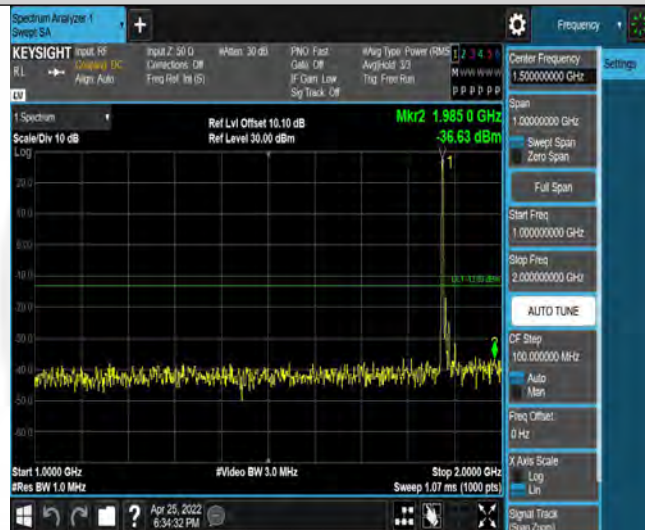 Spectrum Analyzer 1
Swept SA
+
Frequency
KEYSIGHT
RL
Input: RF
Coupling: DC
Align: Auto
Input Z: 50 Ω
Corrections: Off
Freq Ref: Int (S)
#Atten: 30 dB
PNO: Fast
Gate: Off
IF Gain: Low
Sig Track: Off
#Avg Type: Power (RMS
Avg|Hold: 3/3
Trig: Free Run
1 2 3 4 5 6
M W W W W W
P P P P P P
LV
1 Spectrum
Scale/Div 10 dB
Log
Ref Lvl Offset 10.10 dB
Ref Level 30.00 dBm
Mkr2 1.985 0 GHz
-36.63 dBm
1
20.0
10.0
0.00
-10.0
-20.0
-30.0
-40.0
-50.0
-60.0
2
Start 1.0000 GHz
#Res BW 1.0 MHz
#Video BW 3.0 MHz
Stop 2.0000 GHz
Sweep 1.07 ms (1000 pts)
Apr 25, 2022
6:34:32 PM
?
Center Frequency
1.500000000 GHz
Settings
Span
1.00000000 GHz
Swept Span
Zero Span
Full Span
Start Freq
1.000000000 GHz
Stop Freq
2.000000000 GHz
AUTO TUNE
CF Step
100.000000 MHz
Auto
Man
Freq Offset
0 Hz
X Axis Scale
Log
Lin
Signal Track
(Span Zoom)